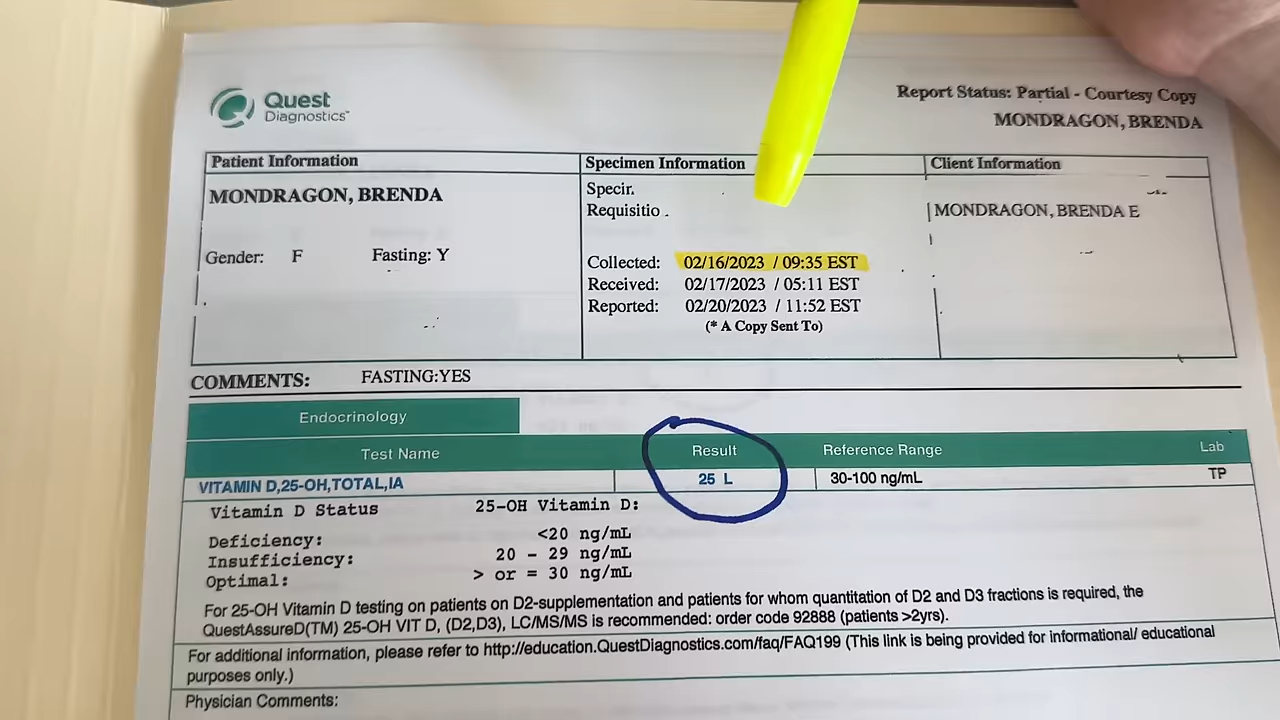 Quest
Diagnostics™
Report Status: Partial - Courtesy Copy
MONDRAGON, BRENDA
Patient Information
Specimen Information
Client Information
MONDRAGON, BRENDA
Gender: F Fasting: Y
Requisitio
Collected: 02/16/2023 / 09:35 EST
Received: 02/17/2023 / 05:11 EST
Reported: 02/20/2023 / 11:52 EST
(* A Copy Sent To)
MONDRAGON, BRENDA E
COMMENTS: FASTING:YES
Endocrinology
Test Name Result Reference Range Lab
VITAMIN D,25-OH,TOTAL,IA 25 L 30-100 ng/mL TP
Vitamin D Status 25-OH Vitamin D:
Deficiency: <20 ng/mL
Insufficiency: 20 - 29 ng/mL
Optimal: > or = 30 ng/mL
For 25-OH Vitamin D testing on patients on D2-supplementation and patients for whom quantitation of D2 and D3 fractions is required, the
QuestAssureD(TM) 25-OH VIT D, (D2,D3), LC/MS/MS is recommended: order code 92888 (patients >2yrs).
For additional information, please refer to http://education.QuestDiagnostics.com/faq/FAQ199 (This link is being provided for informational/ educational
purposes only.)
Physician Comments: